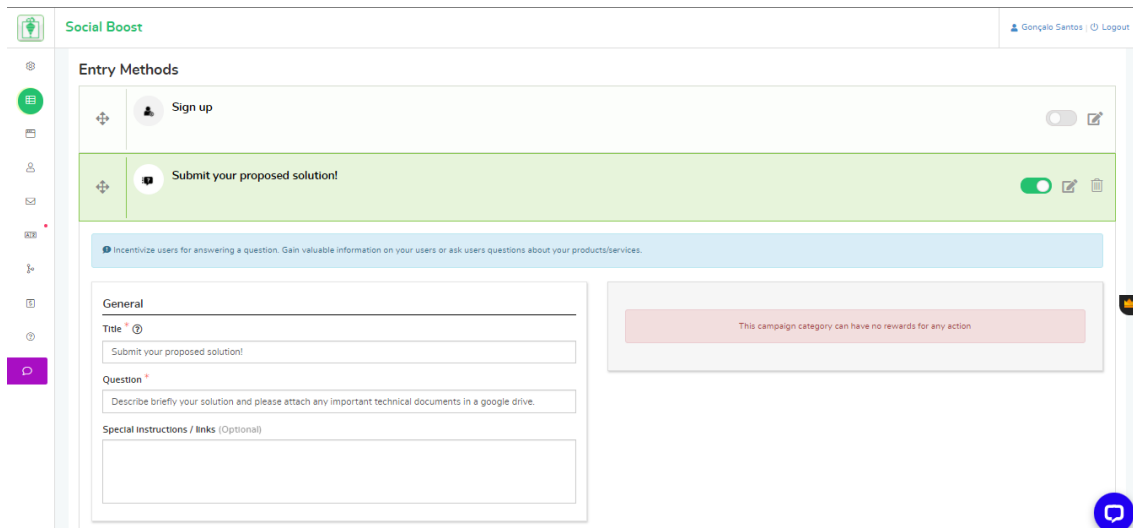 Social Boost
Gonçalo Santos | Logout
Entry Methods
Sign up
Submit your proposed solution!
Incentivize users for answering a question. Gain valuable information on your users or ask users questions about your products/services.
General
Title *
Submit your proposed solution!
Question *
Describe briefly your solution and please attach any important technical documents in a google drive.
Special instructions / links (Optional)
This campaign category can have no rewards for any action